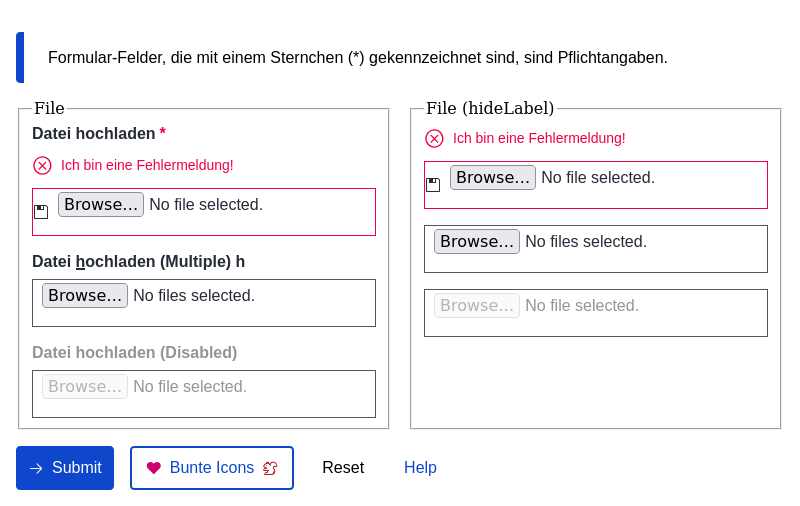 Formular-Felder, die mit einem Sternchen (*) gekennzeichnet sind, sind Pflichtangaben.
File
Datei hochladen *
Ich bin eine Fehlermeldung!
Browse... No file selected.
Datei hochladen (Multiple) h
Browse... No files selected.
Datei hochladen (Disabled)
Browse... No file selected.
File (hideLabel)
Ich bin eine Fehlermeldung!
Browse... No file selected.
Browse... No files selected.
Browse... No file selected.
Submit Bunte Icons Reset Help